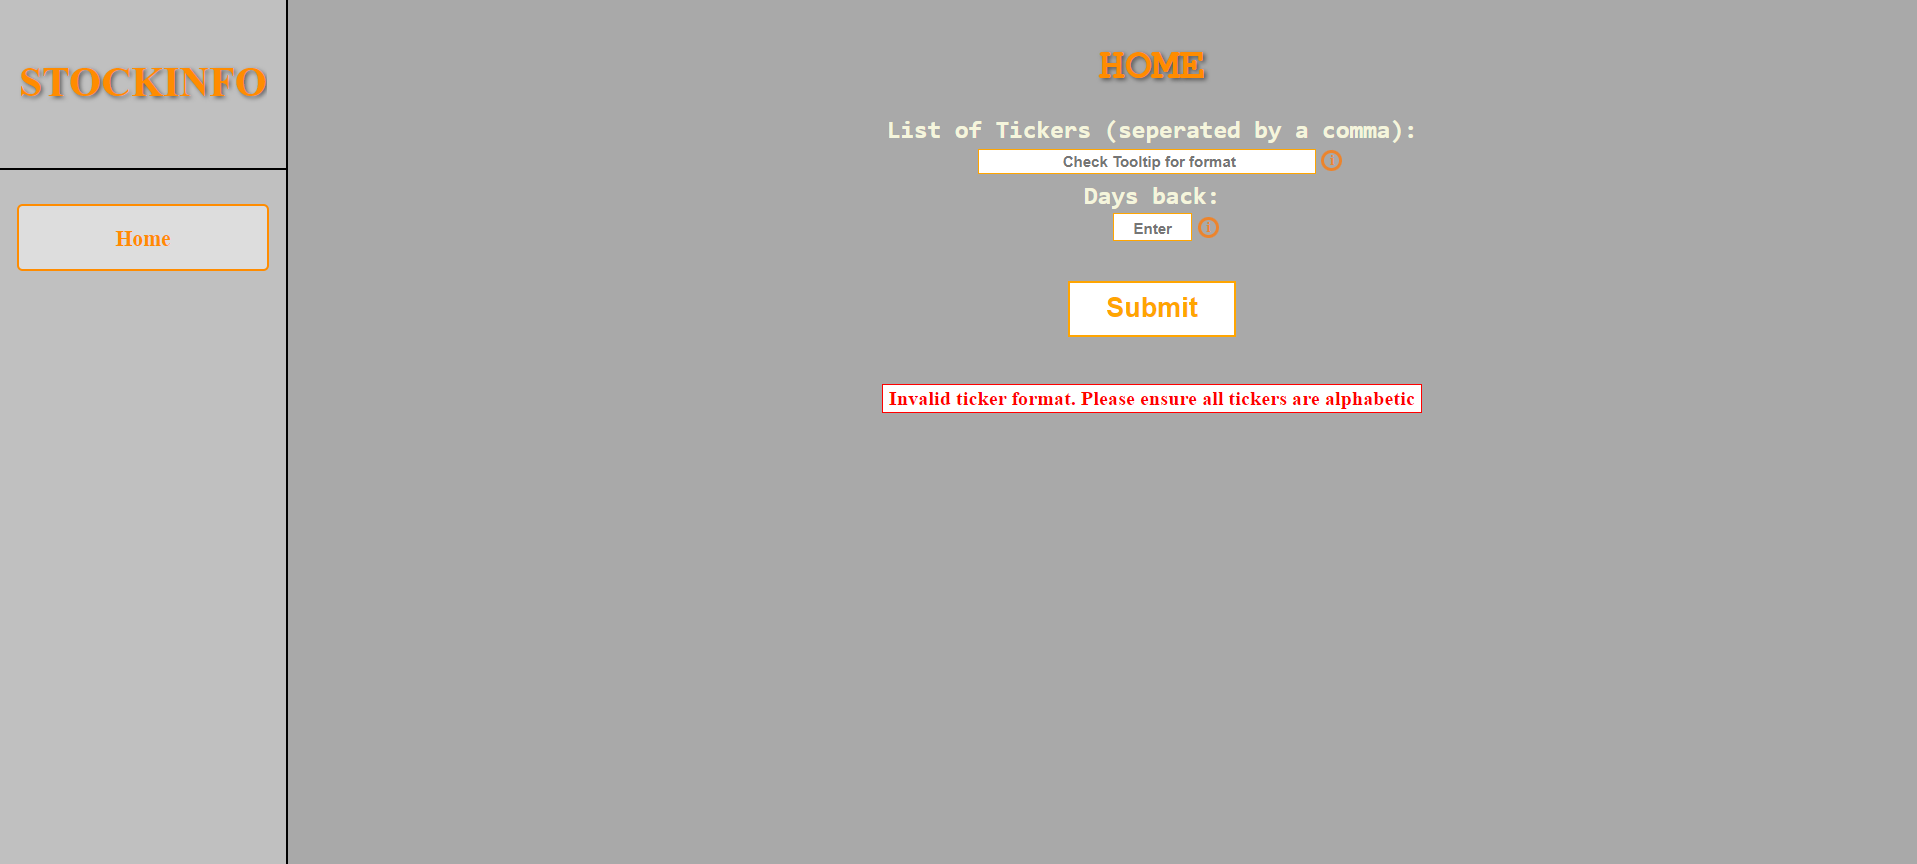 STOCKINFO
Home
HOME
List of Tickers (seperated by a comma):
Check Tooltip for format
Days back:
Enter
Submit
Invalid ticker format. Please ensure all tickers are alphabetic